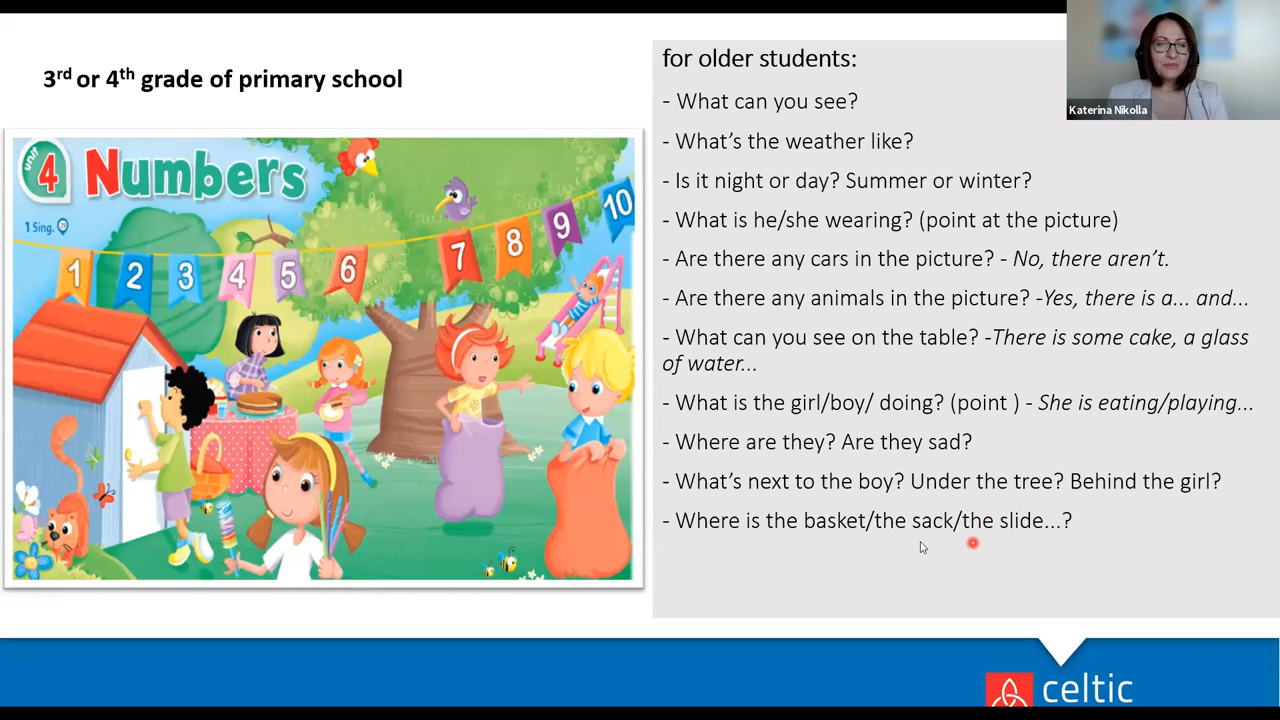 3rd or 4th grade of primary school
unit
4
Numbers
1 Sing. 29
1 2 3 4 5 6 7 8 9 10
for older students:
- What can you see?
- What’s the weather like?
- Is it night or day? Summer or winter?
- What is he/she wearing? (point at the picture)
- Are there any cars in the picture? - No, there aren’t.
- Are there any animals in the picture? -Yes, there is a... and...
- What can you see on the table? -There is some cake, a glass
of water...
- What is the girl/boy/ doing? (point ) - She is eating/playing...
- Where are they? Are they sad?
- What’s next to the boy? Under the tree? Behind the girl?
- Where is the basket/the sack/the slide...?
Katerina Nikolla
celtic